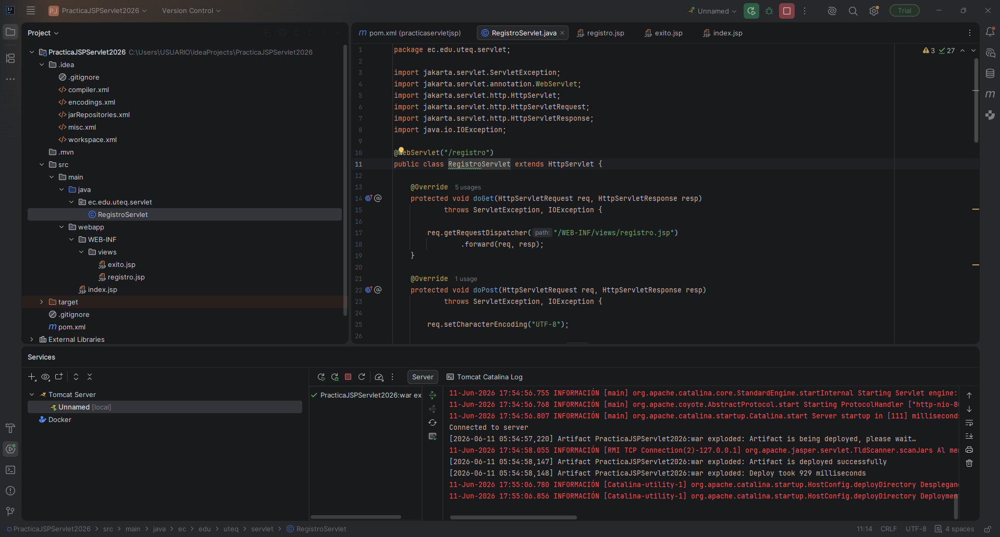 PJ PracticaJSPServlet2026 Version Control Unnamed Trial
Project
PracticaJSPServlet2026 C:\Users\USUARIO\IdeaProjects\PracticaJSPServlet2026
.idea
.gitignore
compiler.xml
encodings.xml
jarRepositories.xml
misc.xml
workspace.xml
.mvn
src
main
java
ec.edu.uteq.servlet
RegistroServlet
webapp
WEB-INF
views
JSP exito.jsp
JSP registro.jsp
JSP index.jsp
target
.gitignore
m pom.xml
External Libraries
m pom.xml (practicaservletjsp) RegistroServlet.java JSP registro.jsp JSP exito.jsp JSP index.jsp
3 27
1 package ec.edu.uteq.servlet;
2
3 import jakarta.servlet.ServletException;
4 import jakarta.servlet.annotation.WebServlet;
5 import jakarta.servlet.http.HttpServlet;
6 import jakarta.servlet.http.HttpServletRequest;
7 import jakarta.servlet.http.HttpServletResponse;
8 import java.io.IOException;
9
10 @WebServlet("/registro")
11 public class RegistroServlet extends HttpServlet {
12
13 @Override 5 usages
14 protected void doGet(HttpServletRequest req, HttpServletResponse resp)
15 throws ServletException, IOException {
16
17 req.getRequestDispatcher( path: "/WEB-INF/views/registro.jsp")
18 .forward(req, resp);
19 }
20
21 @Override 1 usage
22 protected void doPost(HttpServletRequest req, HttpServletResponse resp)
23 throws ServletException, IOException {
24
25 req.setCharacterEncoding("UTF-8");
26
Services
Tomcat Server
Unnamed [local]
Docker
Server Tomcat Catalina Log
PracticaJSPServlet2026:war ex
11-Jun-2026 17:54:56.755 INFORMACIÓN [main] org.apache.catalina.core.StandardEngine.startInternal Starting Servlet engine:
11-Jun-2026 17:54:56.768 INFORMACIÓN [main] org.apache.coyote.AbstractProtocol.start Starting ProtocolHandler ["http-nio-8
11-Jun-2026 17:54:56.807 INFORMACIÓN [main] org.apache.catalina.startup.Catalina.start Server startup in [111] milliseconds
Connected to server
[2026-06-11 05:54:57,220] Artifact PracticaJSPServlet2026:war exploded: Artifact is being deployed, please wait…
11-Jun-2026 17:54:58.055 INFORMACIÓN [RMI TCP Connection(2)-127.0.0.1] org.apache.jasper.servlet.TldScanner.scanJars Al me
[2026-06-11 05:54:58,147] Artifact PracticaJSPServlet2026:war exploded: Artifact is deployed successfully
[2026-06-11 05:54:58,148] Artifact PracticaJSPServlet2026:war exploded: Deploy took 929 milliseconds
11-Jun-2026 17:55:06.780 INFORMACIÓN [Catalina-utility-1] org.apache.catalina.startup.HostConfig.deployDirectory Desplegan
11-Jun-2026 17:55:06.856 INFORMACIÓN [Catalina-utility-1] org.apache.catalina.startup.HostConfig.deployDirectory Deployment
PracticaJSPServlet2026 > src > main > java > ec > edu > uteq > servlet > RegistroServlet 11:14 CRLF UTF-8 4 spaces